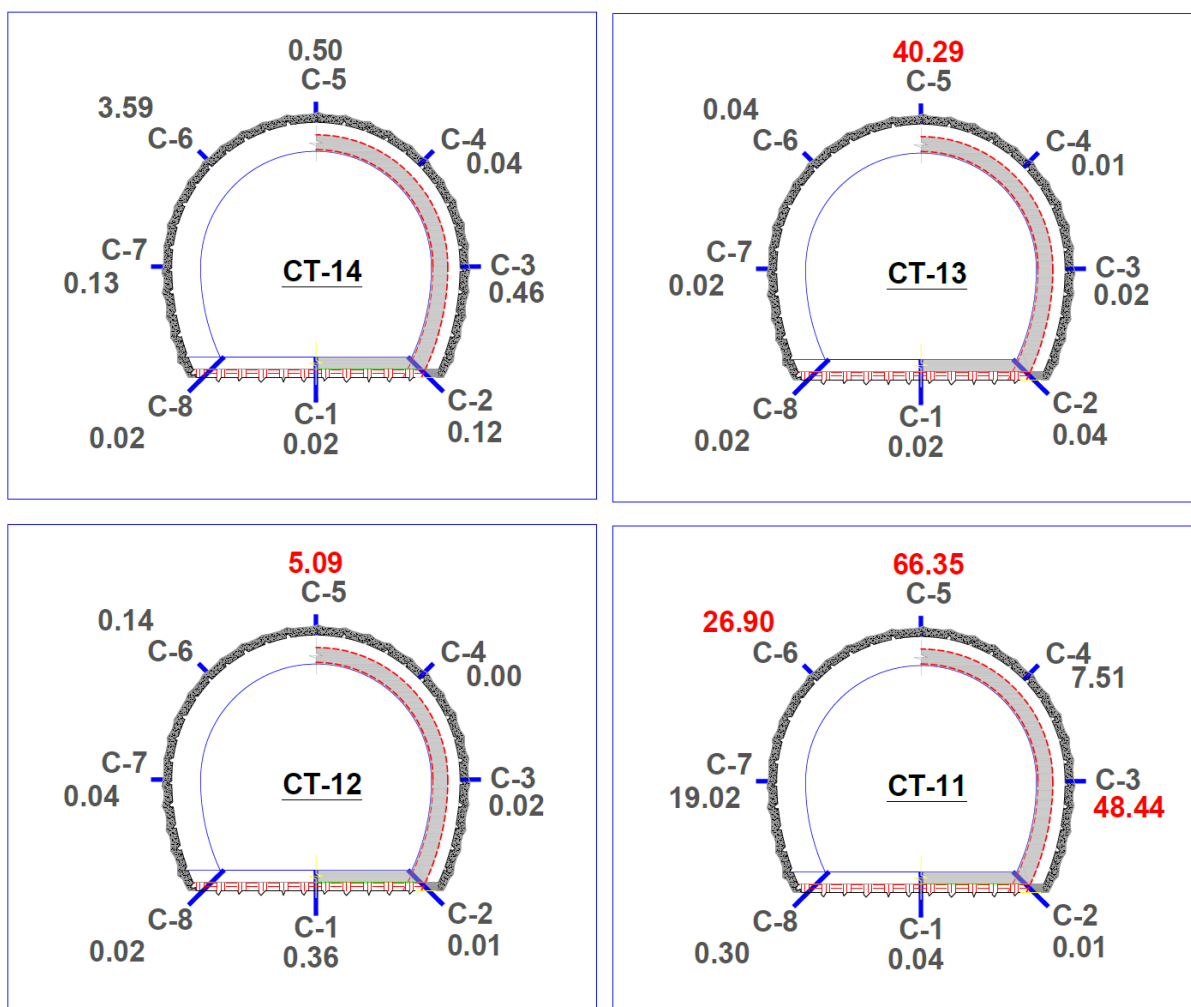 0.50
C-5
3.59
C-6
C-4
0.04
C-7
0.13
CT-14
C-3
0.46
C-8
0.02
C-1
0.02
C-2
0.12
40.29
C-5
0.04
C-6
C-4
0.01
C-7
0.02
CT-13
C-3
0.02
C-8
0.02
C-1
0.02
C-2
0.04
5.09
C-5
0.14
C-6
C-4
0.00
C-7
0.04
CT-12
C-3
0.02
C-8
0.02
C-1
0.36
C-2
0.01
66.35
C-5
26.90
C-6
C-4
7.51
C-7
19.02
CT-11
C-3
48.44
C-8
0.30
C-1
0.04
C-2
0.01